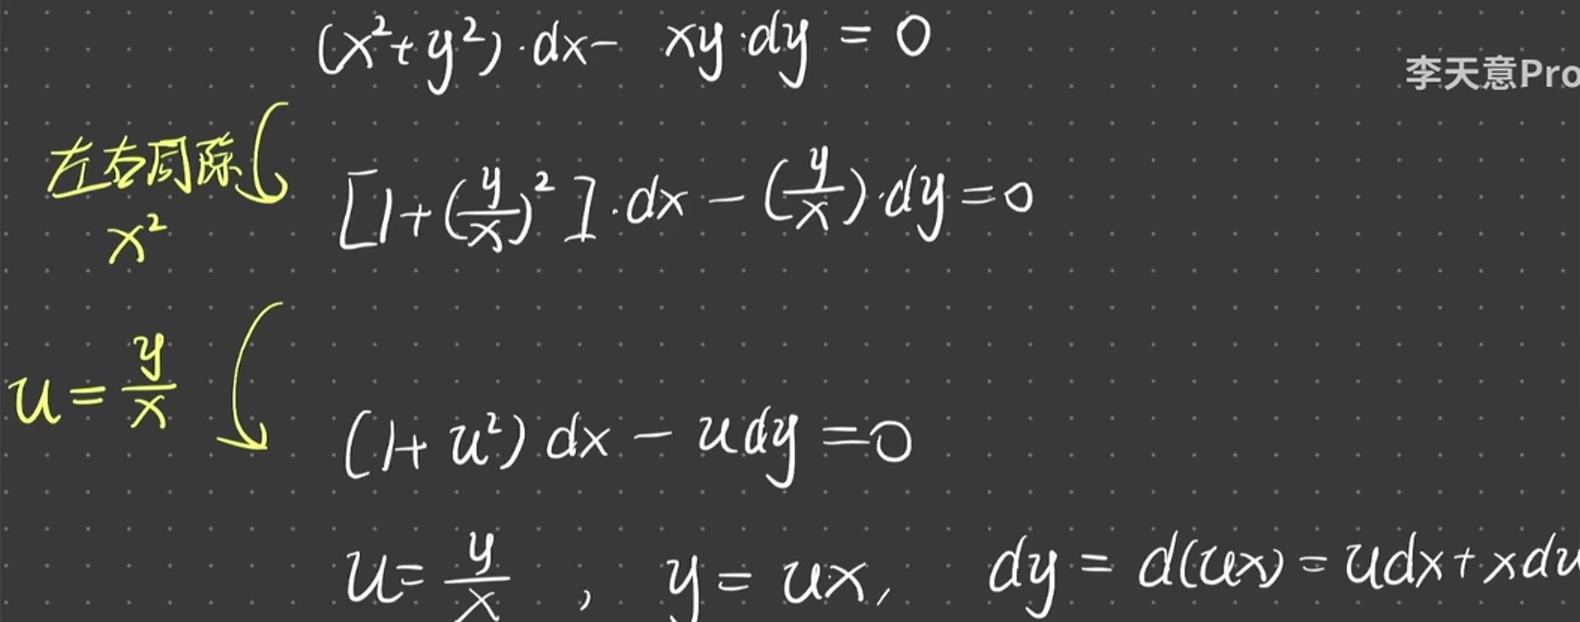 (x²+y²)·dx- xy·dy = 0
李天意Pro
左右同除
x²
[1+(y/x)²]·dx-(y/x)·dy=0
u=y/x
(1+u²)dx-udy=0
u=y/x, y=ux, dy=d(ux)=udx+xdu